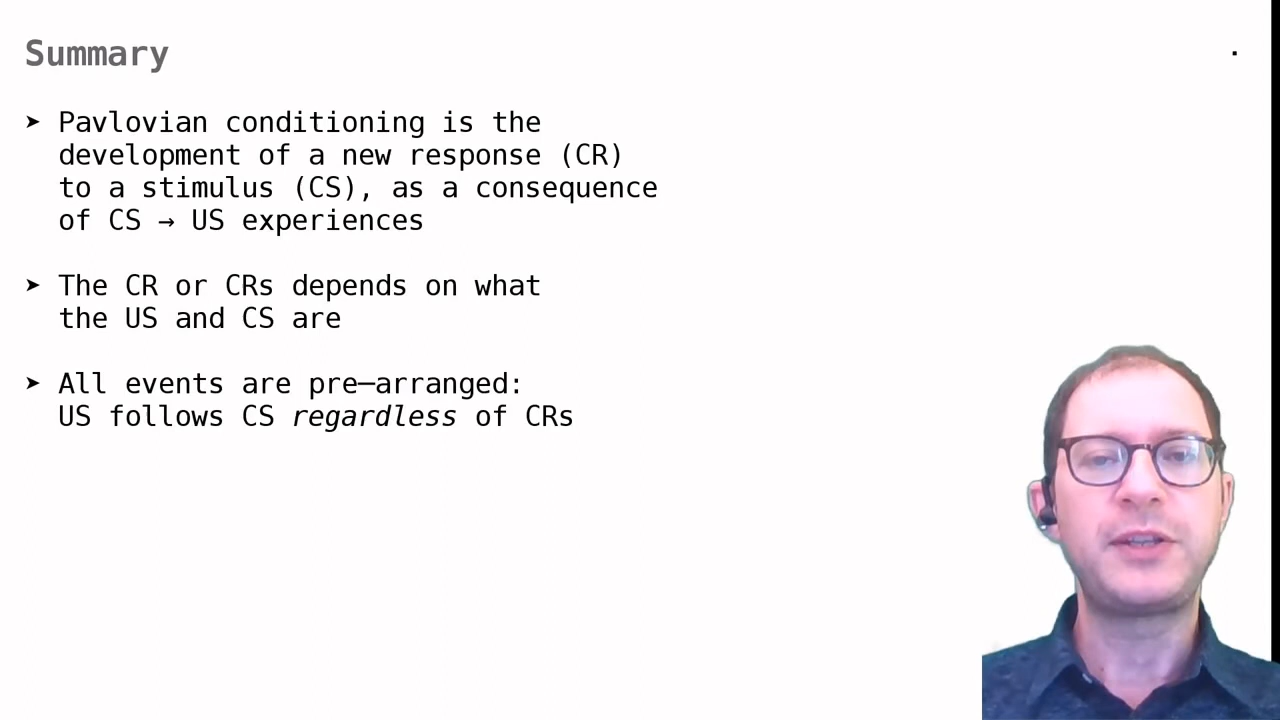 Summary
➤ Pavlovian conditioning is the
development of a new response (CR)
to a stimulus (CS), as a consequence
of CS → US experiences
➤ The CR or CRs depends on what
the US and CS are
➤ All events are pre—arranged:
US follows CS regardless of CRs